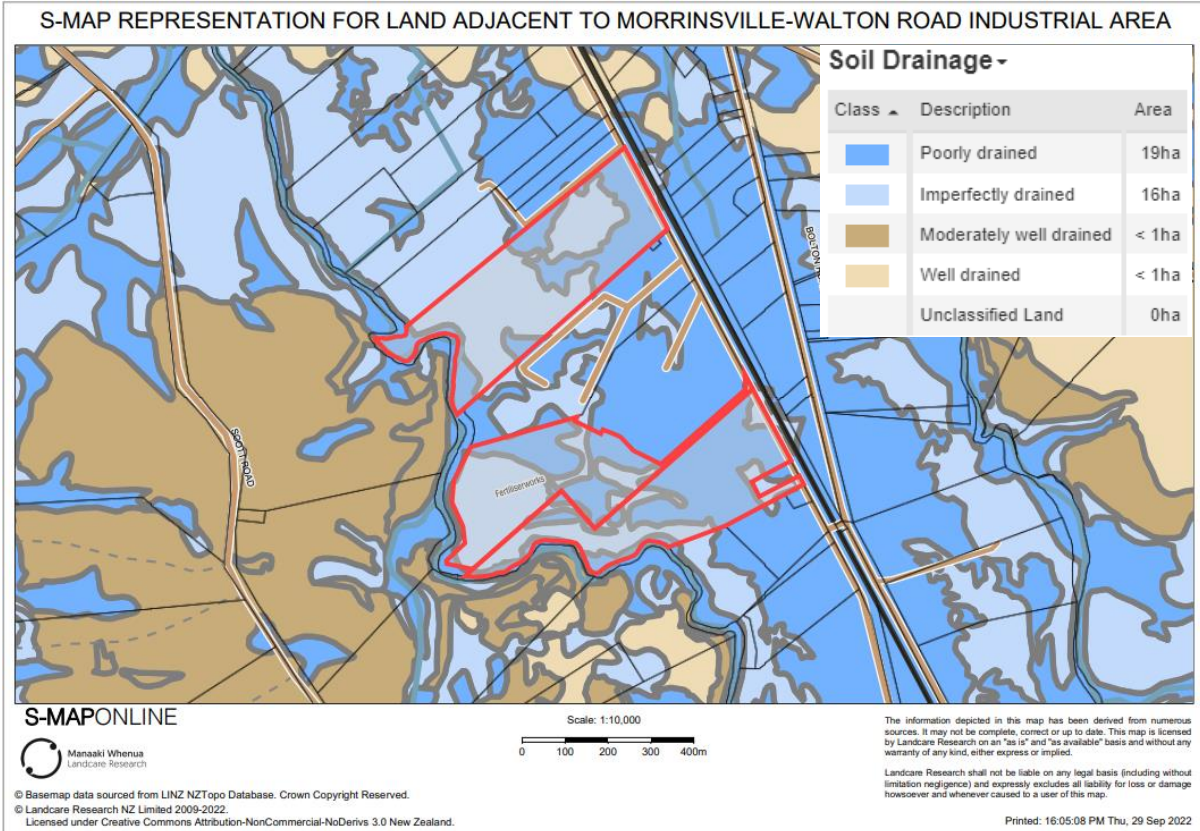 S-MAP REPRESENTATION FOR LAND ADJACENT TO MORRINSVILLE-WALTON ROAD INDUSTRIAL AREA
Soil Drainage
Class Description Area
Poorly drained 19ha
Imperfectly drained 16ha
Moderately well drained < 1ha
Well drained < 1ha
Unclassified Land 0ha
BOLTON
SCOTT ROAD
Fertiliserworks
S-MAPONLINE
Manaaki Whenua
Landcare Research
© Basemap data sourced from LINZ NZTopo Database. Crown Copyright Reserved.
© Landcare Research NZ Limited 2009-2022.
Licensed under Creative Commons Attribution-NonCommercial-NoDerivs 3.0 New Zealand.
Scale: 1:10,000
0 100 200 300 400m
The information depicted in this map has been derived from numerous
sources. It may not be complete, correct or up to date. This map is licensed
by Landcare Research on an "as is" and "as available" basis and without any
warranty of any kind, either express or implied.
Landcare Research shall not be liable on any legal basis (including without
limitation negligence) and expressly excludes all liability for loss or damage
howsoever and whenever caused to a user of this map.
Printed: 16:05:08 PM Thu, 29 Sep 2022